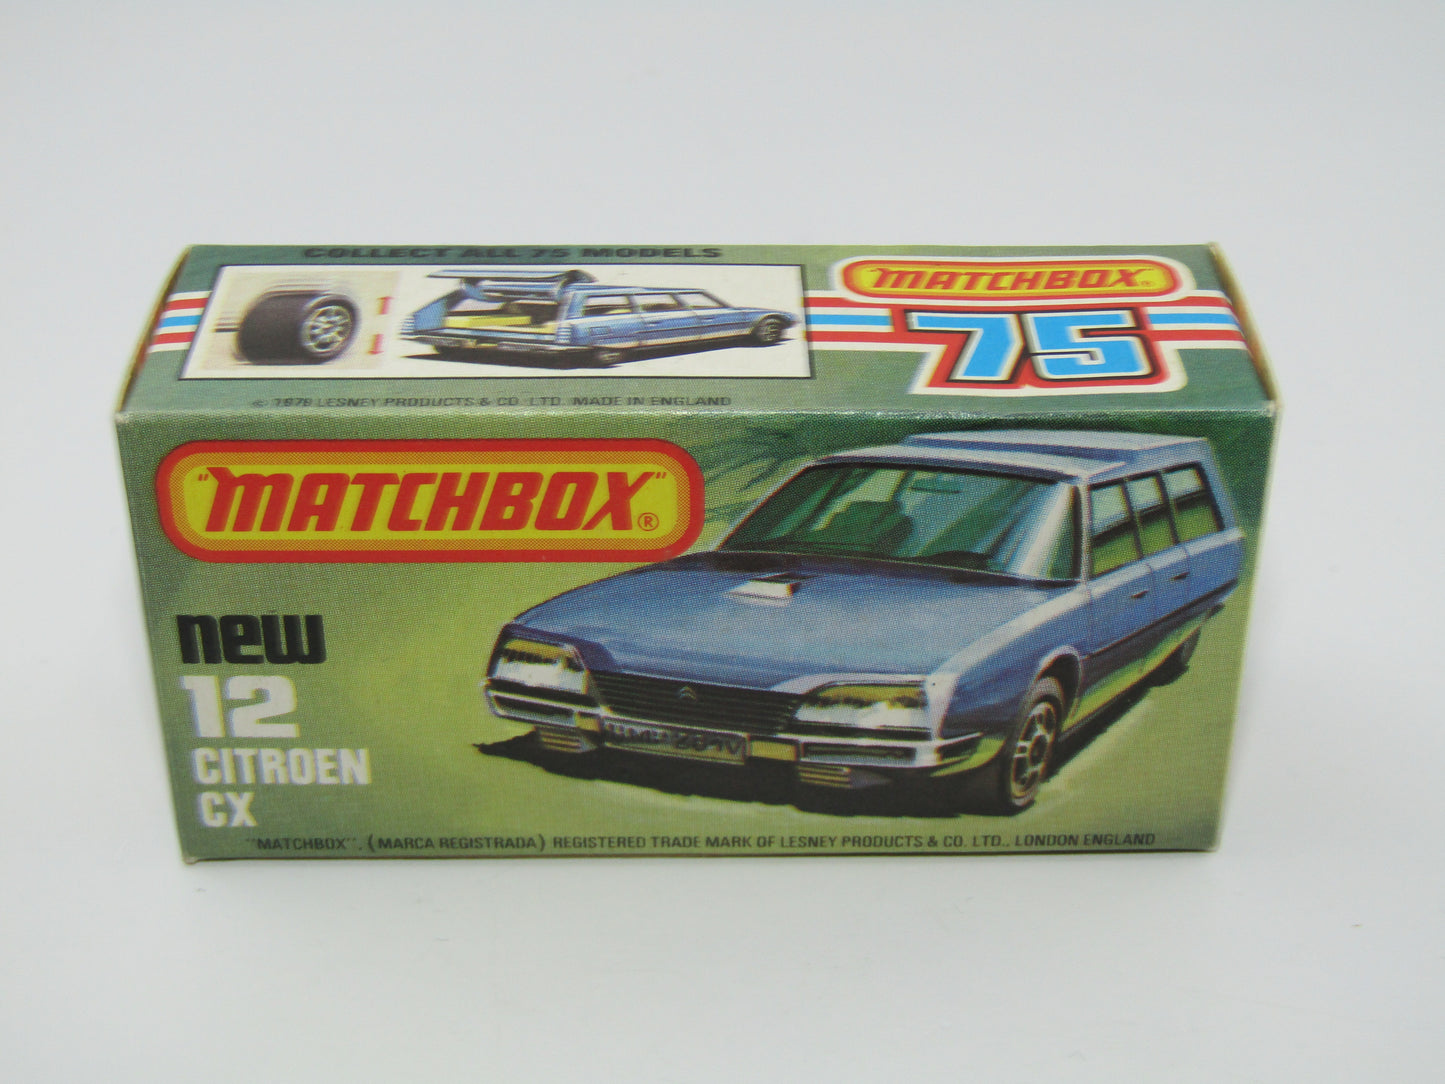 COLLECT ALL 75 MODELS
"MATCHBOX"®
75
© 1979 LESNEY PRODUCTS & CO. LTD. MADE IN ENGLAND
"MATCHBOX"®
new
12
CITROEN
CX
"MATCHBOX", (MARCA REGISTRADA) REGISTERED TRADE MARK OF LESNEY PRODUCTS & CO. LTD., LONDON ENGLAND